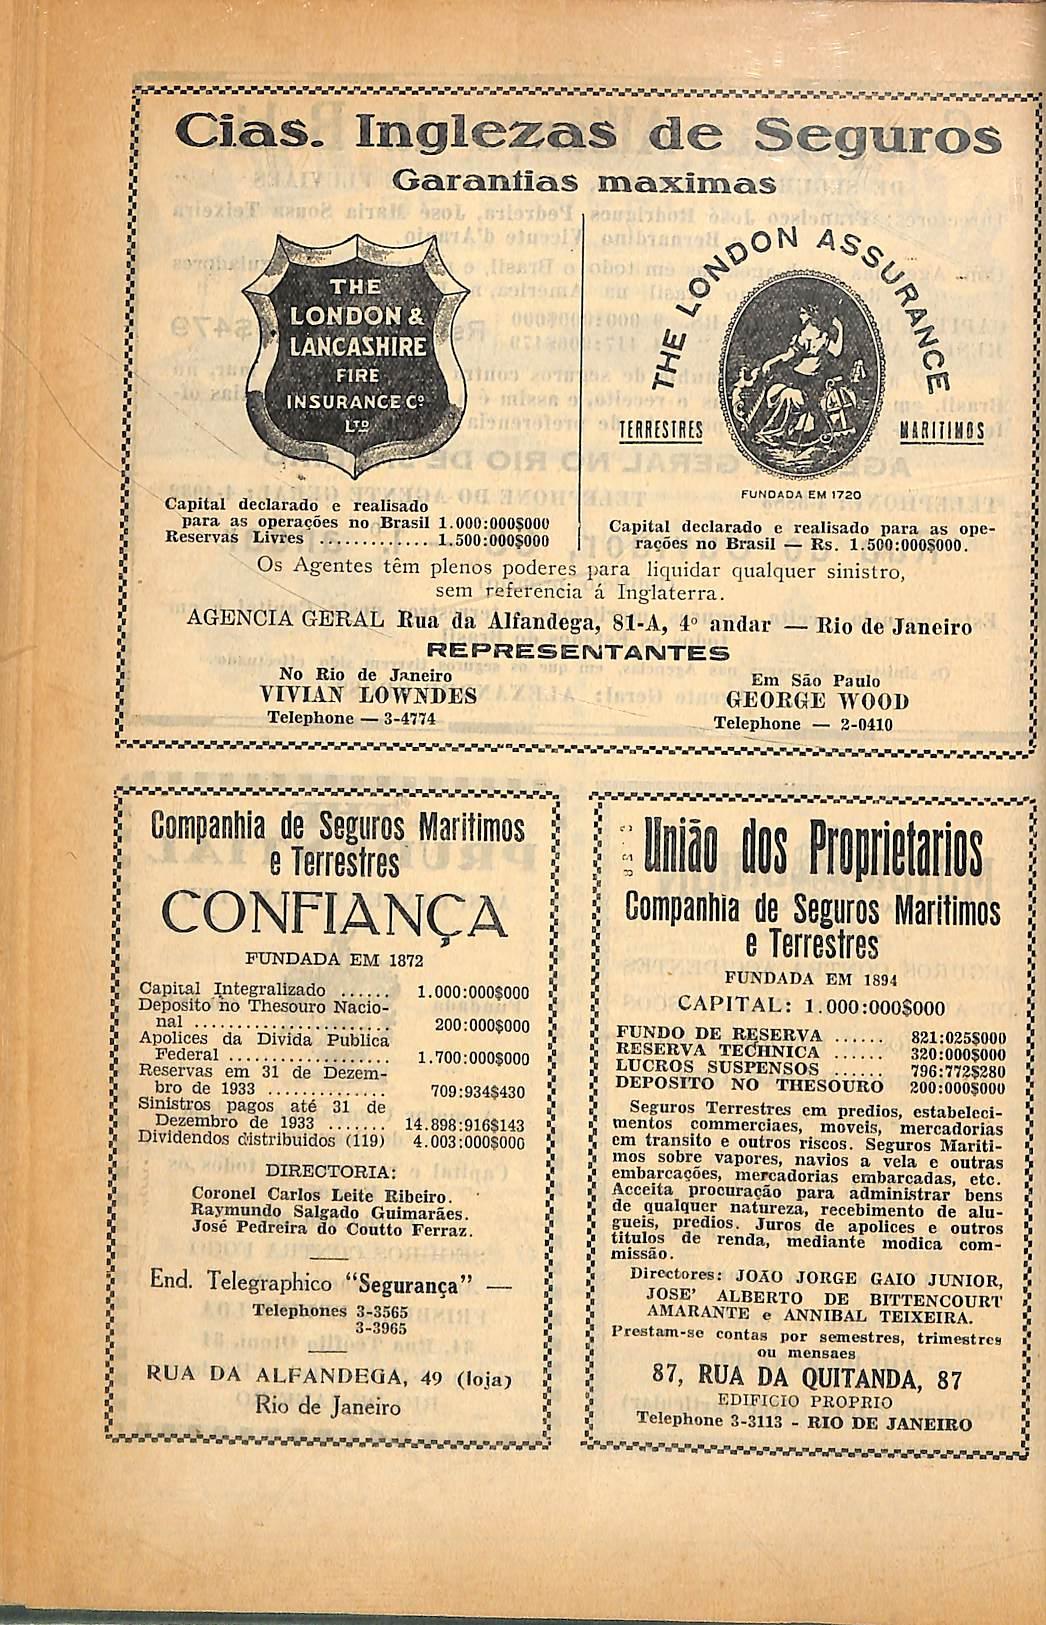 Cias. Inglezas de Seguros
Garantias maximas
THE
LONDON &
LANCASHIRE
FIRE
INSURANCE Cº
LTD
Capital declarado e realisado
para as operações no Brasil 1.000:000$000
Reservas Livres ............. 1.500:000$000
THE LONDON ASSURANCE
TERRESTRES
MARITIMOS
FUNDADA EM 1720
Capital declarado e realisado para as ope-
rações no Brasil — Rs. 1.500:000$000.
Os Agentes têm plenos poderes para liquidar qualquer sinistro,
sem referencia á Inglaterra.
AGENCIA GERAL Rua da Alfandega, 81-A, 4º andar — Rio de Janeiro
REPRESENTANTES
No Rio de Janeiro
VIVIAN LOWNDES
Telephone — 3-4774
Em São Paulo
GEORGE WOOD
Telephone — 2-0410
Companhia de Seguros Maritimos
e Terrestres
CONFIANÇA
FUNDADA EM 1872
Capital Integralizado ...... 1.000:000$000
Deposito no Thesouro Nacio-
nal ....................... 200:000$000
Apolices da Divida Publica
Federal ................... 1.700:000$000
Reservas em 31 de Dezem-
bro de 1933 .............. 709:934$430
Sinistros pagos até 31 de
Dezembro de 1933 ....... 14.898:916$143
Dividendos distribuidos (119) 4.003:000$000
DIRECTORIA:
Coronel Carlos Leite Ribeiro.
Raymundo Salgado Guimarães.
José Pedreira do Coutto Ferraz.
End. Telegraphico "Segurança" —
Telephones 3-3565
3-3965
RUA DA ALFANDEGA, 49 (loja)
Rio de Janeiro
União dos Proprietarios
Companhia de Seguros Maritimos
e Terrestres
FUNDADA EM 1894
CAPITAL: 1.000:000$000
FUNDO DE RESERVA ...... 821:025$000
RESERVA TECHNICA ...... 320:000$000
LUCROS SUSPENSOS ...... 796:772$280
DEPOSITO NO THESOURO 200:000$000
Seguros Terrestres em predios, estabeleci-
mentos commerciaes, moveis, mercadorias
em transito e outros riscos. Seguros Mariti-
mos sobre vapores, navios a vela e outras
embarcações, mercadorias embarcadas, etc.
Acceita procuração para administrar bens
de qualquer natureza, recebimento de alu-
gueis, predios. Juros de apolices e outros
titulos de renda, mediante modica com-
missão.
Directores: JOAO JORGE GAIO JUNIOR,
JOSE' ALBERTO DE BITTENCOURT
AMARANTE e ANNIBAL TEIXEIRA.
Prestam-se contas por semestres, trimestres
ou mensaes
87, RUA DA QUITANDA, 87
EDIFICIO PROPRIO
Telephone 3-3113 - RIO DE JANEIRO